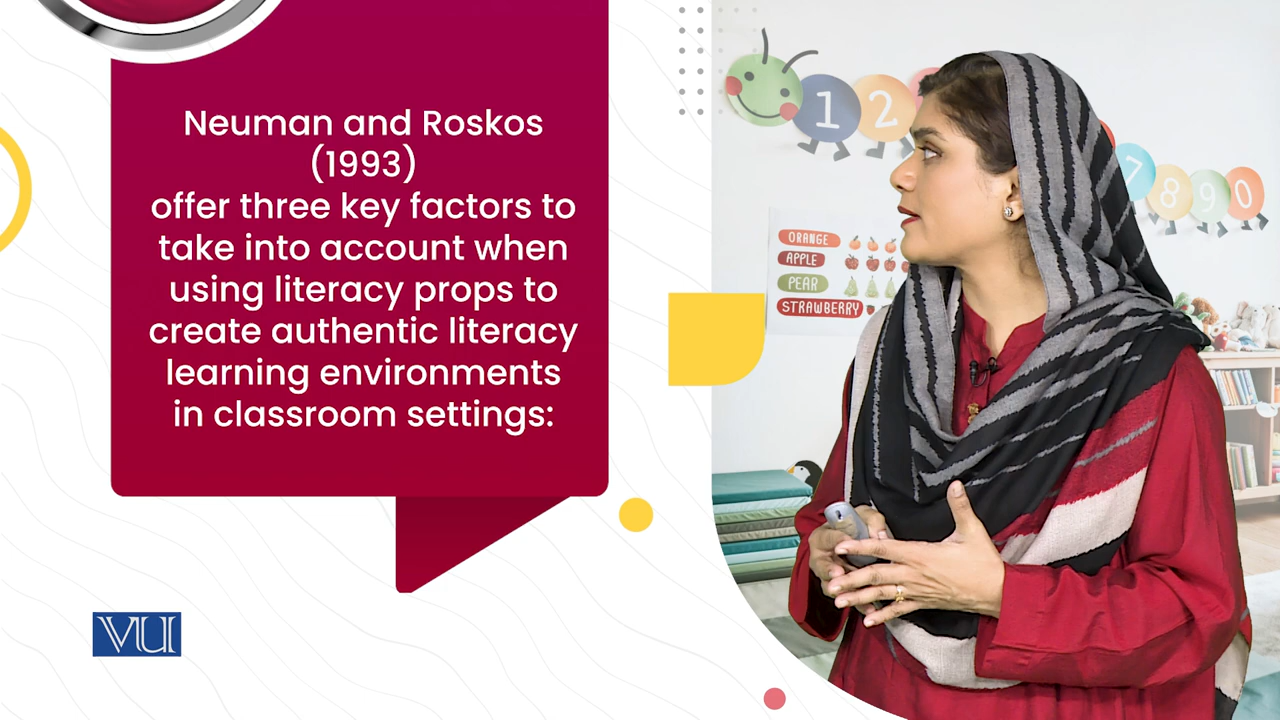 Neuman and Roskos
(1993)
offer three key factors to
take into account when
using literacy props to
create authentic literacy
learning environments
in classroom settings:
VU
1 2
7 8 9 0
ORANGE
APPLE
PEAR
STRAWBERRY